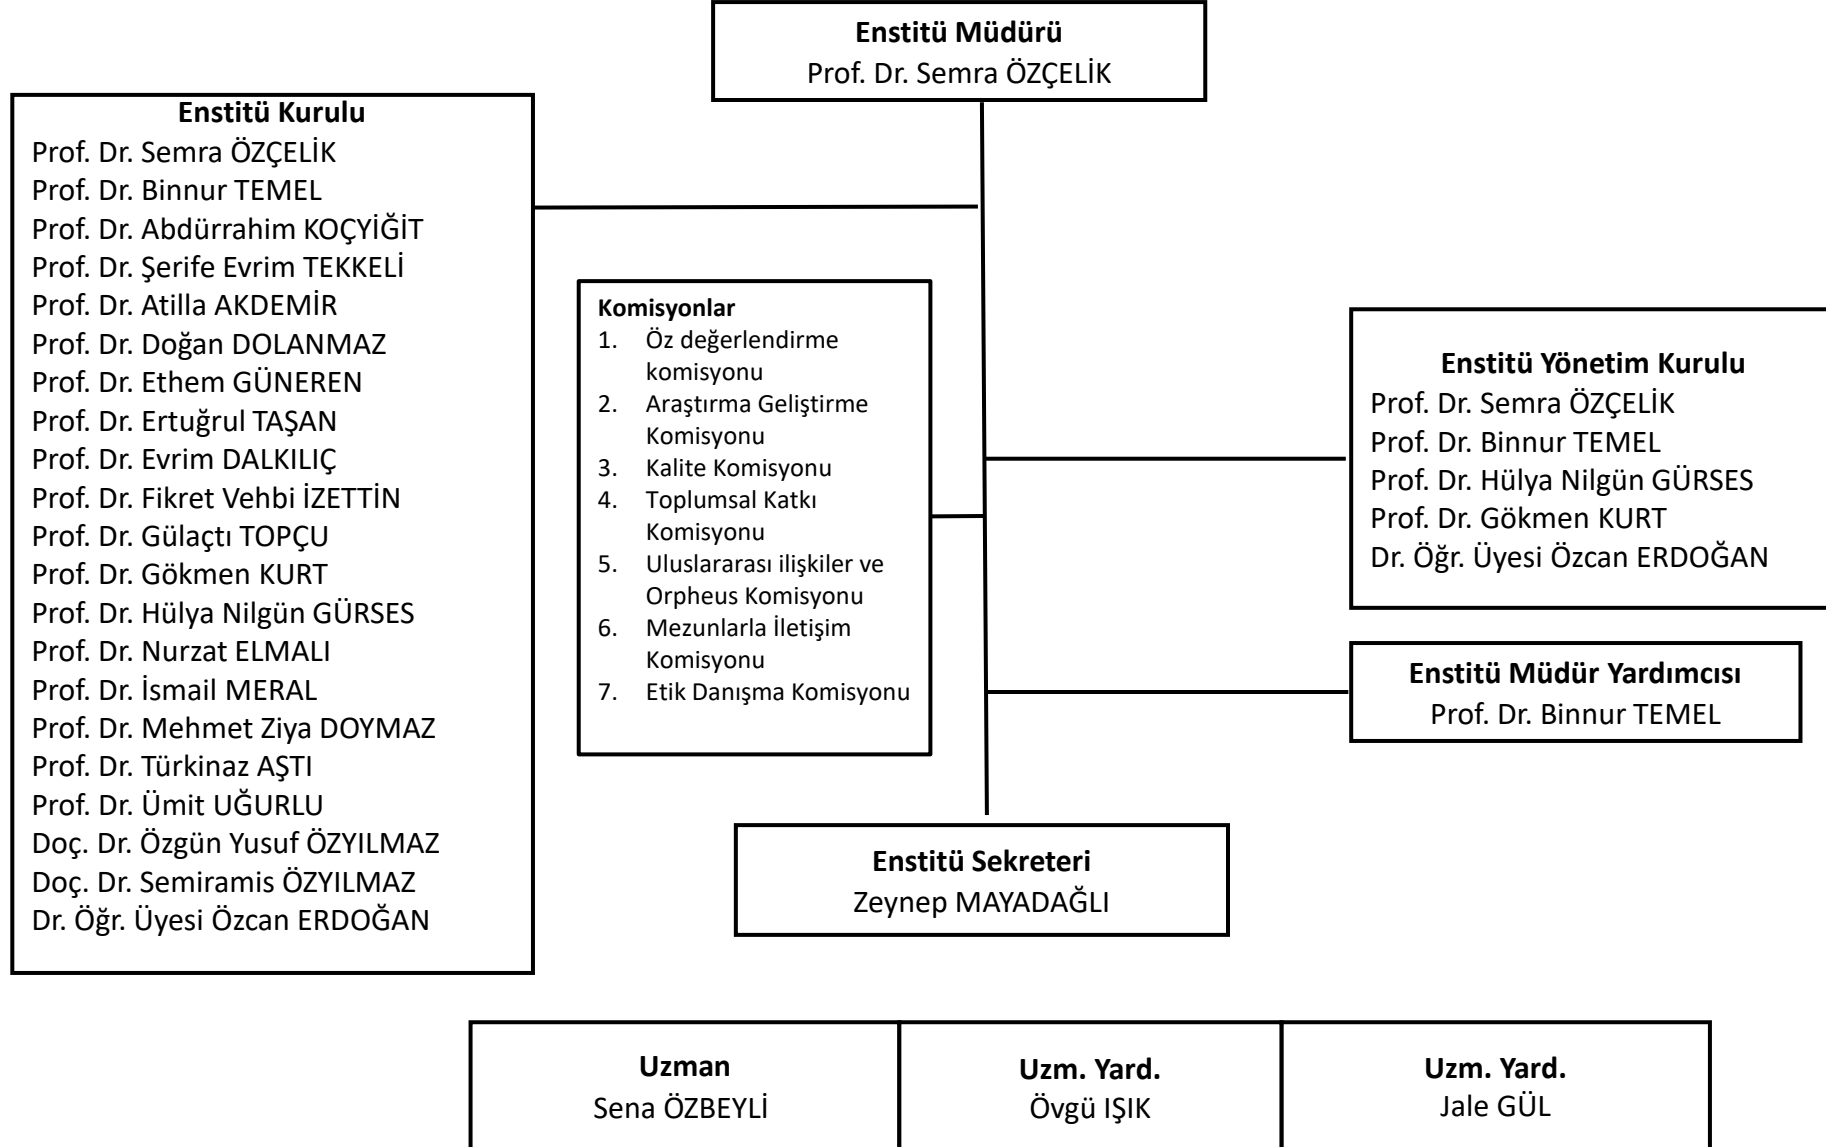 Enstitü Müdürü
Prof. Dr. Semra ÖZÇELİK
Enstitü Kurulu
Prof. Dr. Semra ÖZÇELİK
Prof. Dr. Binnur TEMEL
Prof. Dr. Abdürrahim KOÇYİĞİT
Prof. Dr. Şerife Evrim TEKKELİ
Prof. Dr. Atilla AKDEMİR
Prof. Dr. Doğan DOLANMAZ
Prof. Dr. Ethem GÜNEREN
Prof. Dr. Ertuğrul TAŞAN
Prof. Dr. Evrim DALKILIÇ
Prof. Dr. Fikret Vehbi İZETTİN
Prof. Dr. Gülaçtı TOPÇU
Prof. Dr. Gökmen KURT
Prof. Dr. Hülya Nilgün GÜRSES
Prof. Dr. Nurzat ELMALI
Prof. Dr. İsmail MERAL
Prof. Dr. Mehmet Ziya DOYMAZ
Prof. Dr. Türkinaz AŞTI
Prof. Dr. Ümit UĞURLU
Doç. Dr. Özgün Yusuf ÖZYILMAZ
Doç. Dr. Semiramis ÖZYILMAZ
Dr. Öğr. Üyesi Özcan ERDOĞAN
Komisyonlar
1. Öz değerlendirme
komisyonu
2. Araştırma Geliştirme
Komisyonu
3. Kalite Komisyonu
4. Toplumsal Katkı
Komisyonu
5. Uluslararası ilişkiler ve
Orpheus Komisyonu
6. Mezunlarla İletişim
Komisyonu
7. Etik Danışma Komisyonu
Enstitü Yönetim Kurulu
Prof. Dr. Semra ÖZÇELİK
Prof. Dr. Binnur TEMEL
Prof. Dr. Hülya Nilgün GÜRSES
Prof. Dr. Gökmen KURT
Dr. Öğr. Üyesi Özcan ERDOĞAN
Enstitü Müdür Yardımcısı
Prof. Dr. Binnur TEMEL
Enstitü Sekreteri
Zeynep MAYADAĞLI
Uzman
Sena ÖZBEYLİ
Uzm. Yard.
Övgü IŞIK
Uzm. Yard.
Jale GÜL